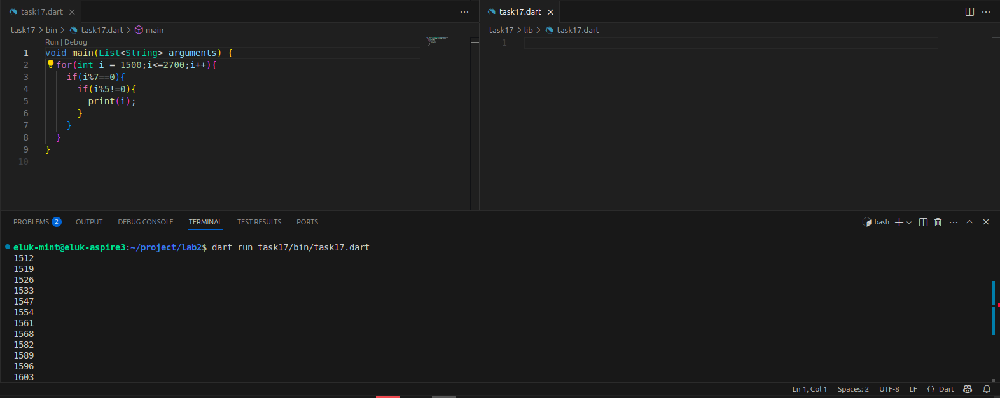 task17.dart
task17 > bin > task17.dart > main
Run | Debug
1 void main(List<String> arguments) {
2 for(int i = 1500;i<=2700;i++){
3 if(i%7==0){
4 if(i%5!=0){
5 print(i);
6 }
7 }
8 }
9 }
10
task17.dart
task17 > lib > task17.dart
1
PROBLEMS 2 OUTPUT DEBUG CONSOLE TERMINAL TEST RESULTS PORTS
bash
eluk-mint@eluk-aspire3:~/project/lab2$ dart run task17/bin/task17.dart
1512
1519
1526
1533
1547
1554
1561
1568
1582
1589
1596
1603
Ln 1, Col 1 Spaces: 2 UTF-8 LF {} Dart